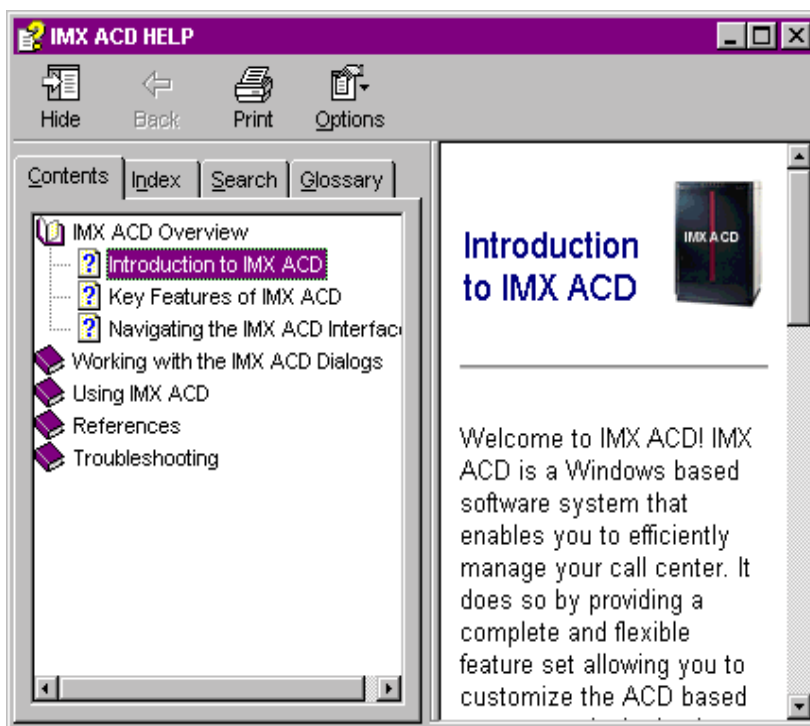 IMX ACD HELP
Hide
Back
Print
Options
Contents
Index
Search
Glossary
IMX ACD Overview
Introduction to IMX ACD
Key Features of IMX ACD
Navigating the IMX ACD Interfac
Working with the IMX ACD Dialogs
Using IMX ACD
References
Troubleshooting
Introduction
to IMX ACD
IMX ACD
Welcome to IMX ACD! IMX
ACD is a Windows based
software system that
enables you to efficiently
manage your call center. It
does so by providing a
complete and flexible
feature set allowing you to
customize the ACD based